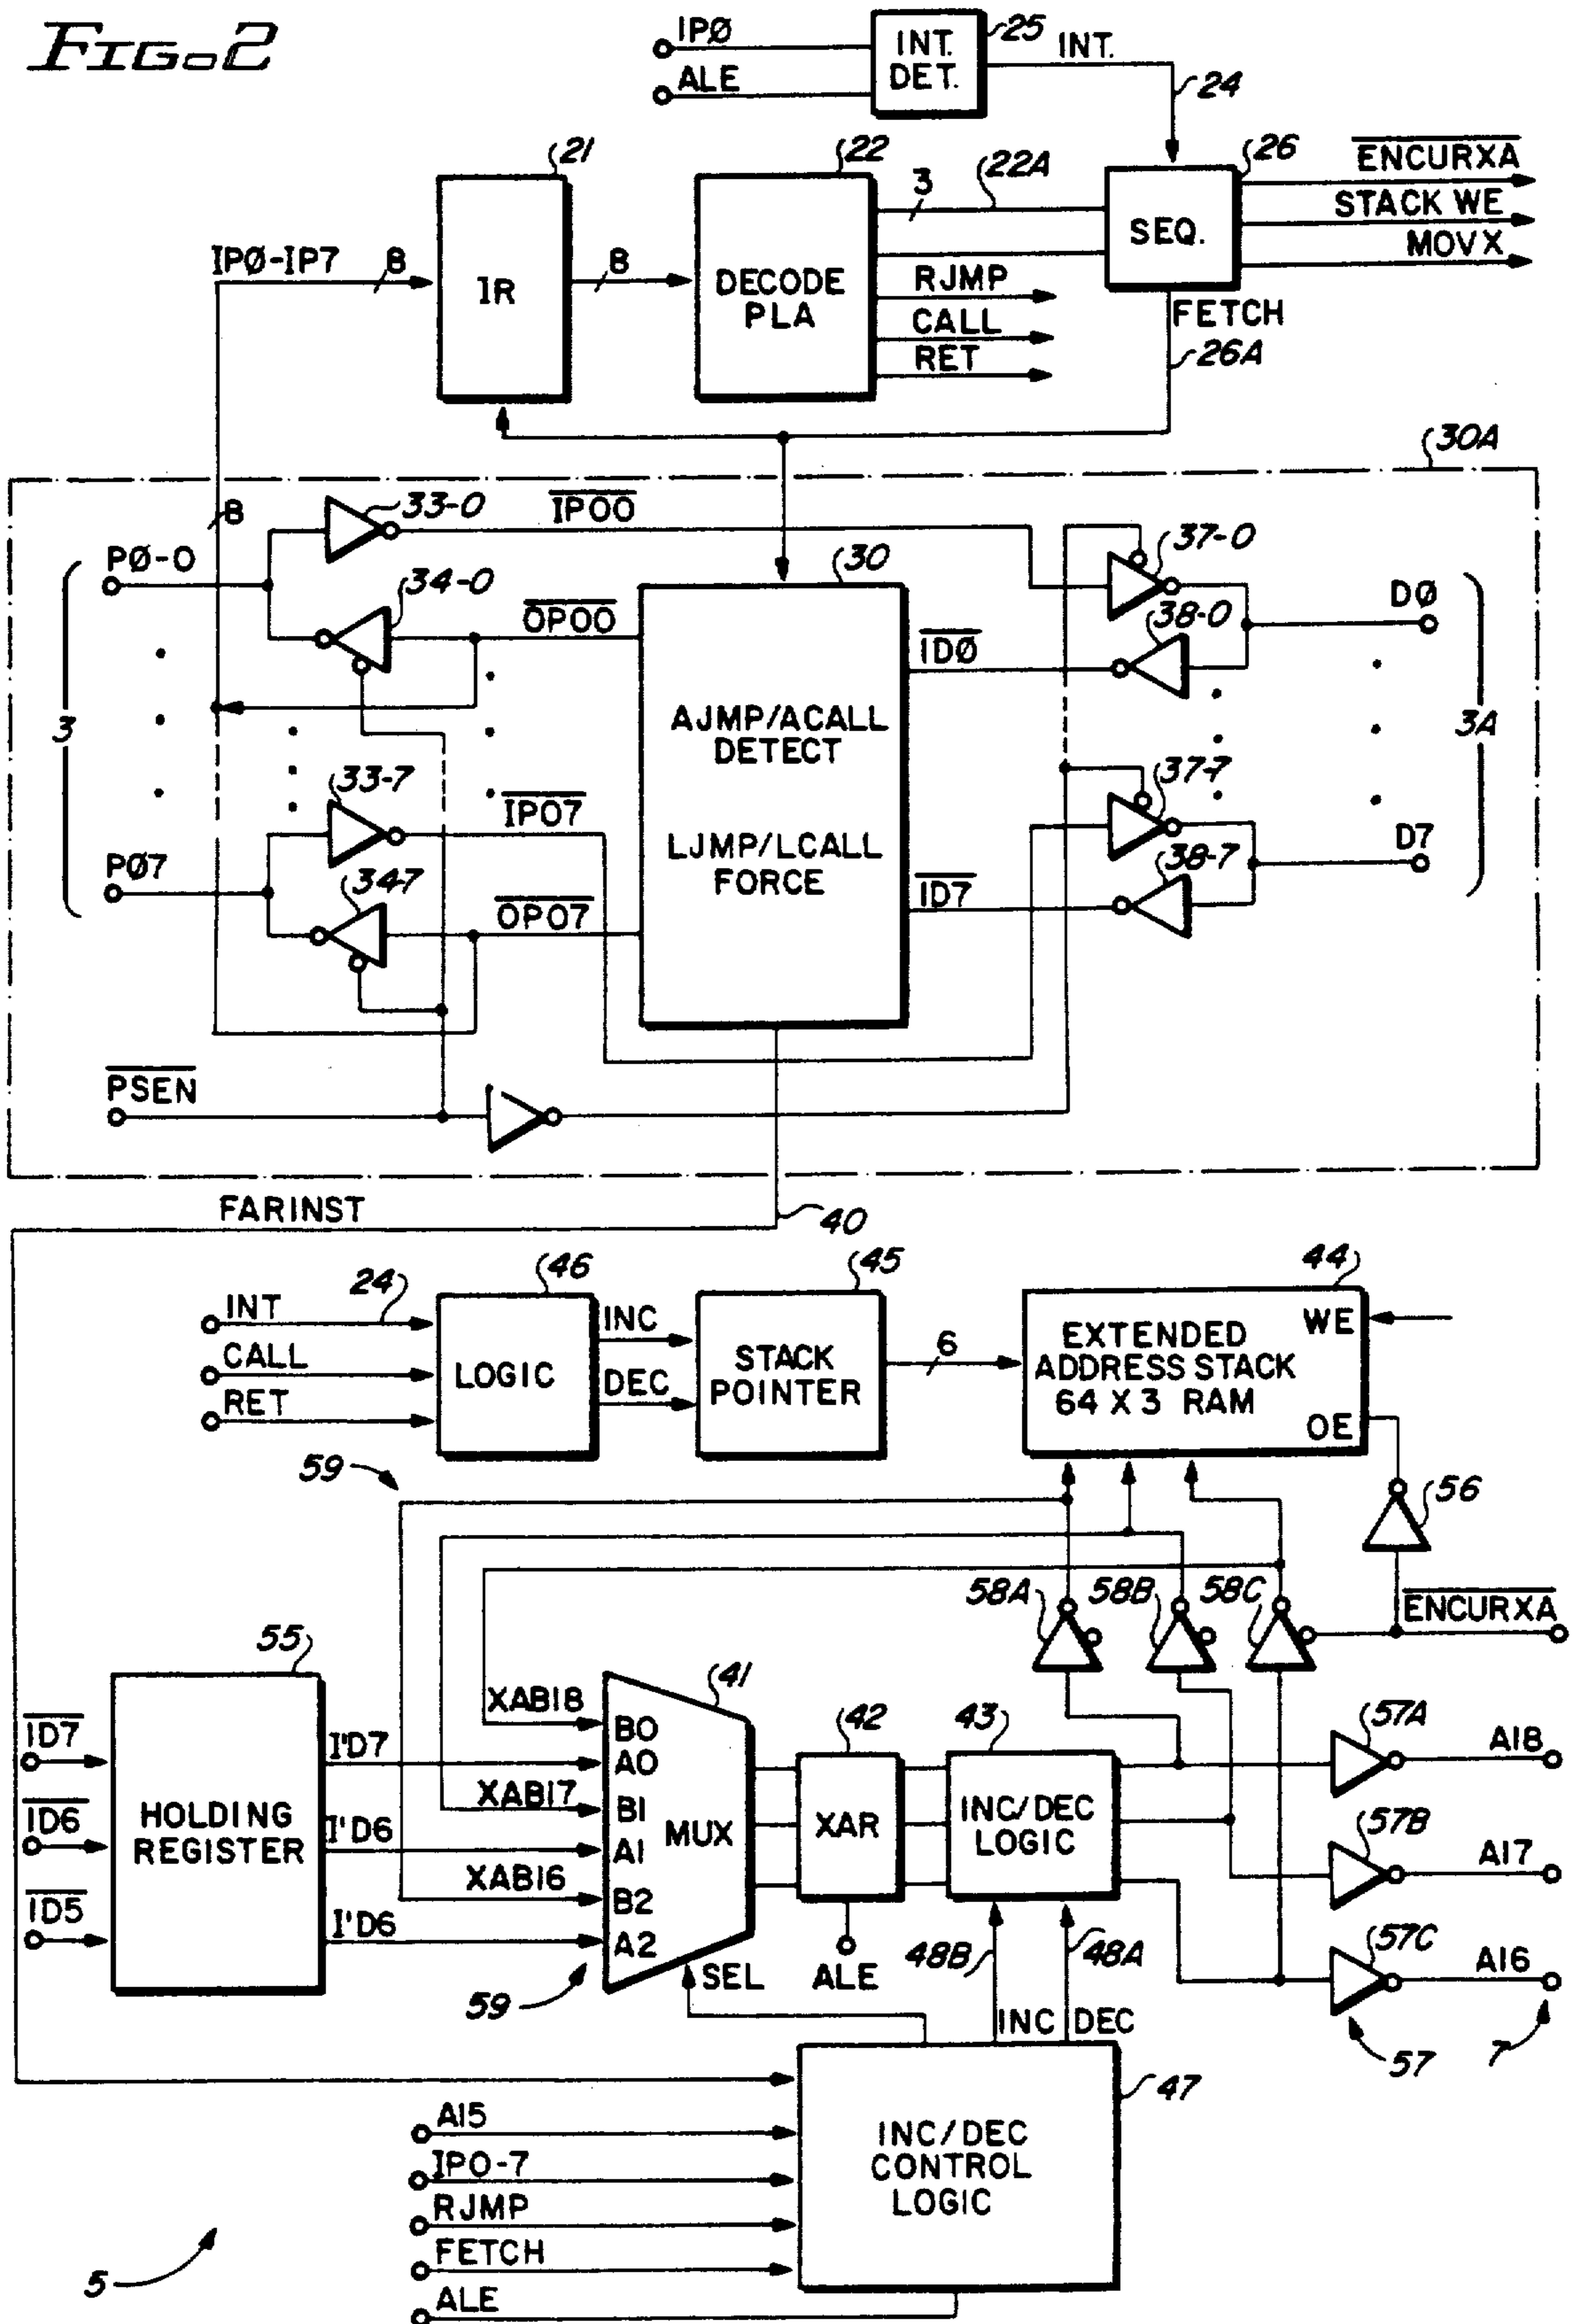 FIG. 2
IPØ
ALE
INT.
DET.
25
INT.
24
21
22
3
22A
26
ENCURXA
STACK WE
MOVX
IPØ-IP7
8
IR
8
DECODE
PLA
RJMP
CALL
RET
SEQ.
FETCH
26A
30A
8
33-0
IPOO
PØ-O
34-0
OPOO
30
37-0
DØ
38-0
IDØ
3
AJMP/ACALL
DETECT
3A
33-7
IPO7
37-7
LJMP/LCALL
FORCE
D7
PØ7
34-7
38-7
OPO7
ID7
PSEN
FARINST
40
24
46
45
44
INT
CALL
RET
LOGIC
INC
DEC
STACK
POINTER
6
EXTENDED
ADDRESS STACK
64 X 3 RAM
WE
OE
59
56
58A
58B
58C
ENCURXA
55
41
42
43
57A
XAB18
BO
ID7
I'D7
AO
A18
XAB17
B1
HOLDING
REGISTER
MUX
XAR
INC/DEC
LOGIC
57B
ID6
I'D6
A1
A17
XAB16
B2
ID5
I'D6
A2
57C
59
SEL
ALE
48B
48A
A16
INC
DEC
57
7
47
A15
IPO-7
RJMP
FETCH
ALE
INC/DEC
CONTROL
LOGIC
5